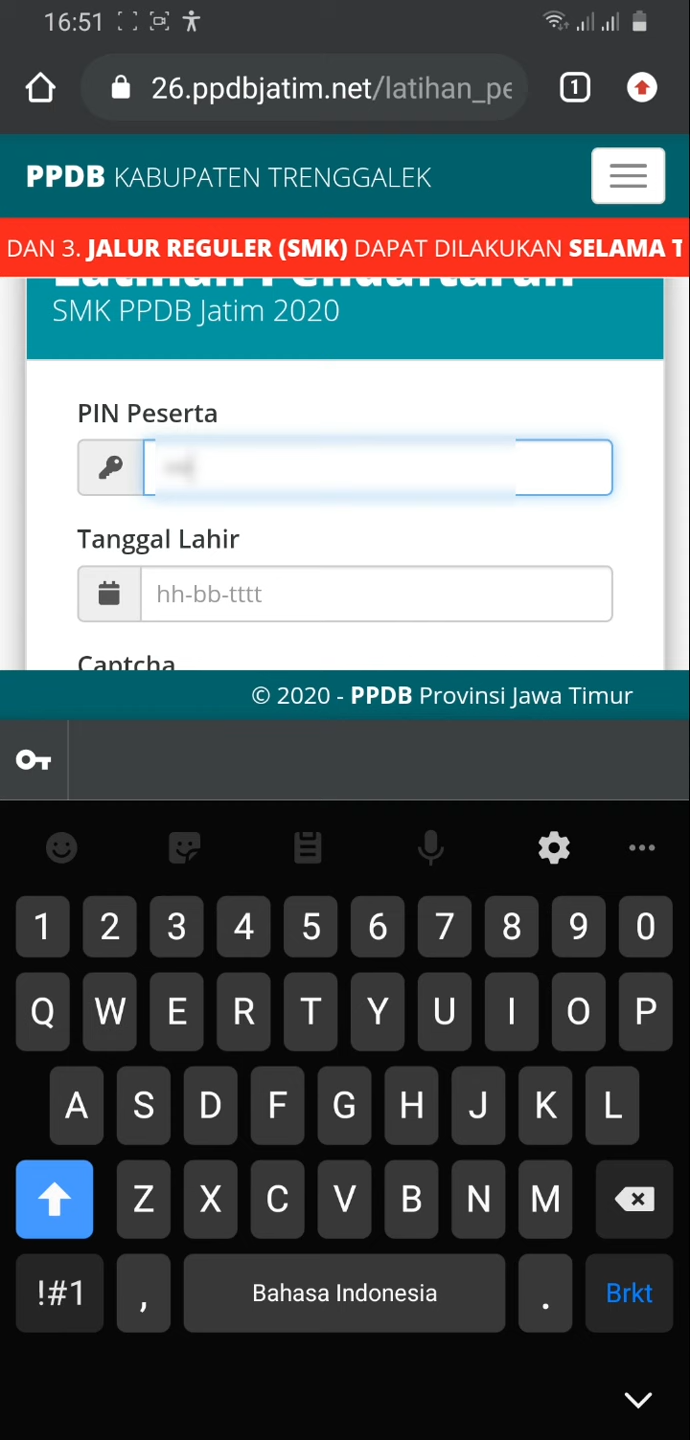 16:51
26.ppdbjatim.net/latihan_pe
1
PPDB KABUPATEN TRENGGALEK
DAN 3. JALUR REGULER (SMK) DAPAT DILAKUKAN SELAMA T
Latihan Pendaftaran
SMK PPDB Jatim 2020
PIN Peserta
Tanggal Lahir
hh-bb-tttt
Captcha
© 2020 - PPDB Provinsi Jawa Timur
1 2 3 4 5 6 7 8 9 0
Q W E R T Y U I O P
A S D F G H J K L
Z X C V B N M
!#1 , Bahasa Indonesia . Brkt